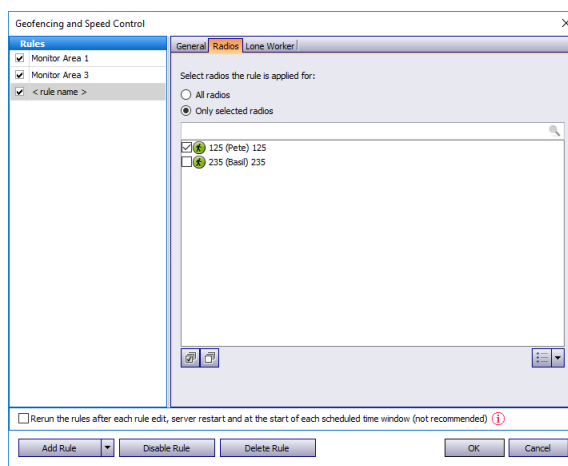 Geofencing and Speed Control
Rules
Monitor Area 1
Monitor Area 3
< rule name >
General Radios Lone Worker
Select radios the rule is applied for:
All radios
Only selected radios
125 (Pete) 125
235 (Basil) 235
Rerun the rules after each rule edit, server restart and at the start of each scheduled time window (not recommended)
Add Rule Disable Rule Delete Rule OK Cancel